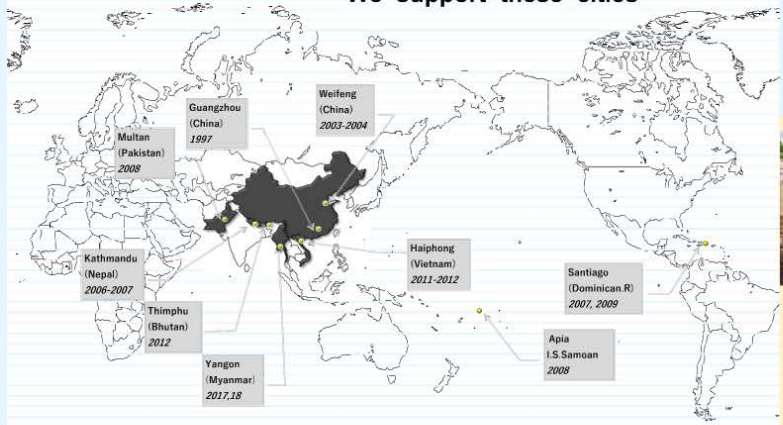 We support these cities
Weifeng
(China)
2003-2004
Guangzhou
(China)
1997
Multan
(Pakistan)
2008
Kathmandu
(Nepal)
2006-2007
Thimphu
(Bhutan)
2012
Yangon
(Myanmar)
2017,18
Haiphong
(Vietnam)
2011-2012
Santiago
(Dominican.R)
2007, 2009
Apia
I.S.Samoan
2008